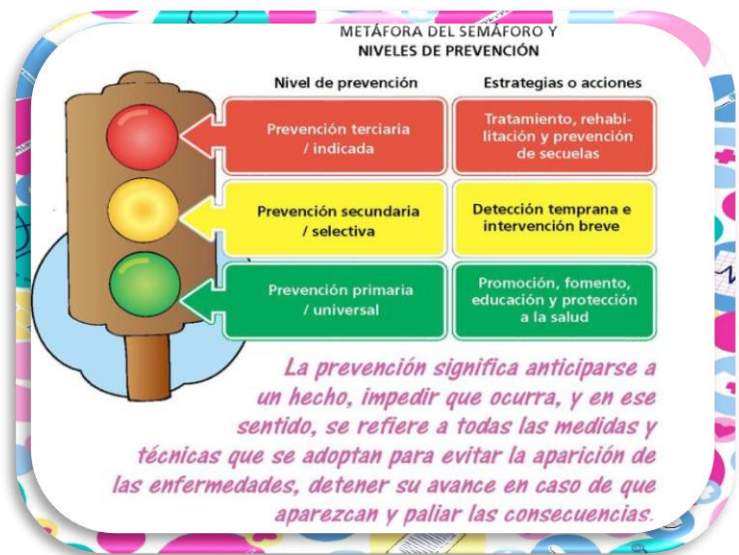 METÁFORA DEL SEMÁFORO Y
NIVELES DE PREVENCIÓN
Nivel de prevención
Estrategias o acciones
Prevención terciaria
/ indicada
Tratamiento, rehabi-
litación y prevención
de secuelas
Prevención secundaria
/ selectiva
Detección temprana e
intervención breve
Prevención primaria
/ universal
Promoción, fomento,
educación y protección
a la salud
La prevención significa anticiparse a
un hecho, impedir que ocurra, y en ese
sentido, se refiere a todas las medidas y
técnicas que se adoptan para evitar la aparición de
las enfermedades, detener su avance en caso de que
aparezcan y paliar las consecuencias.